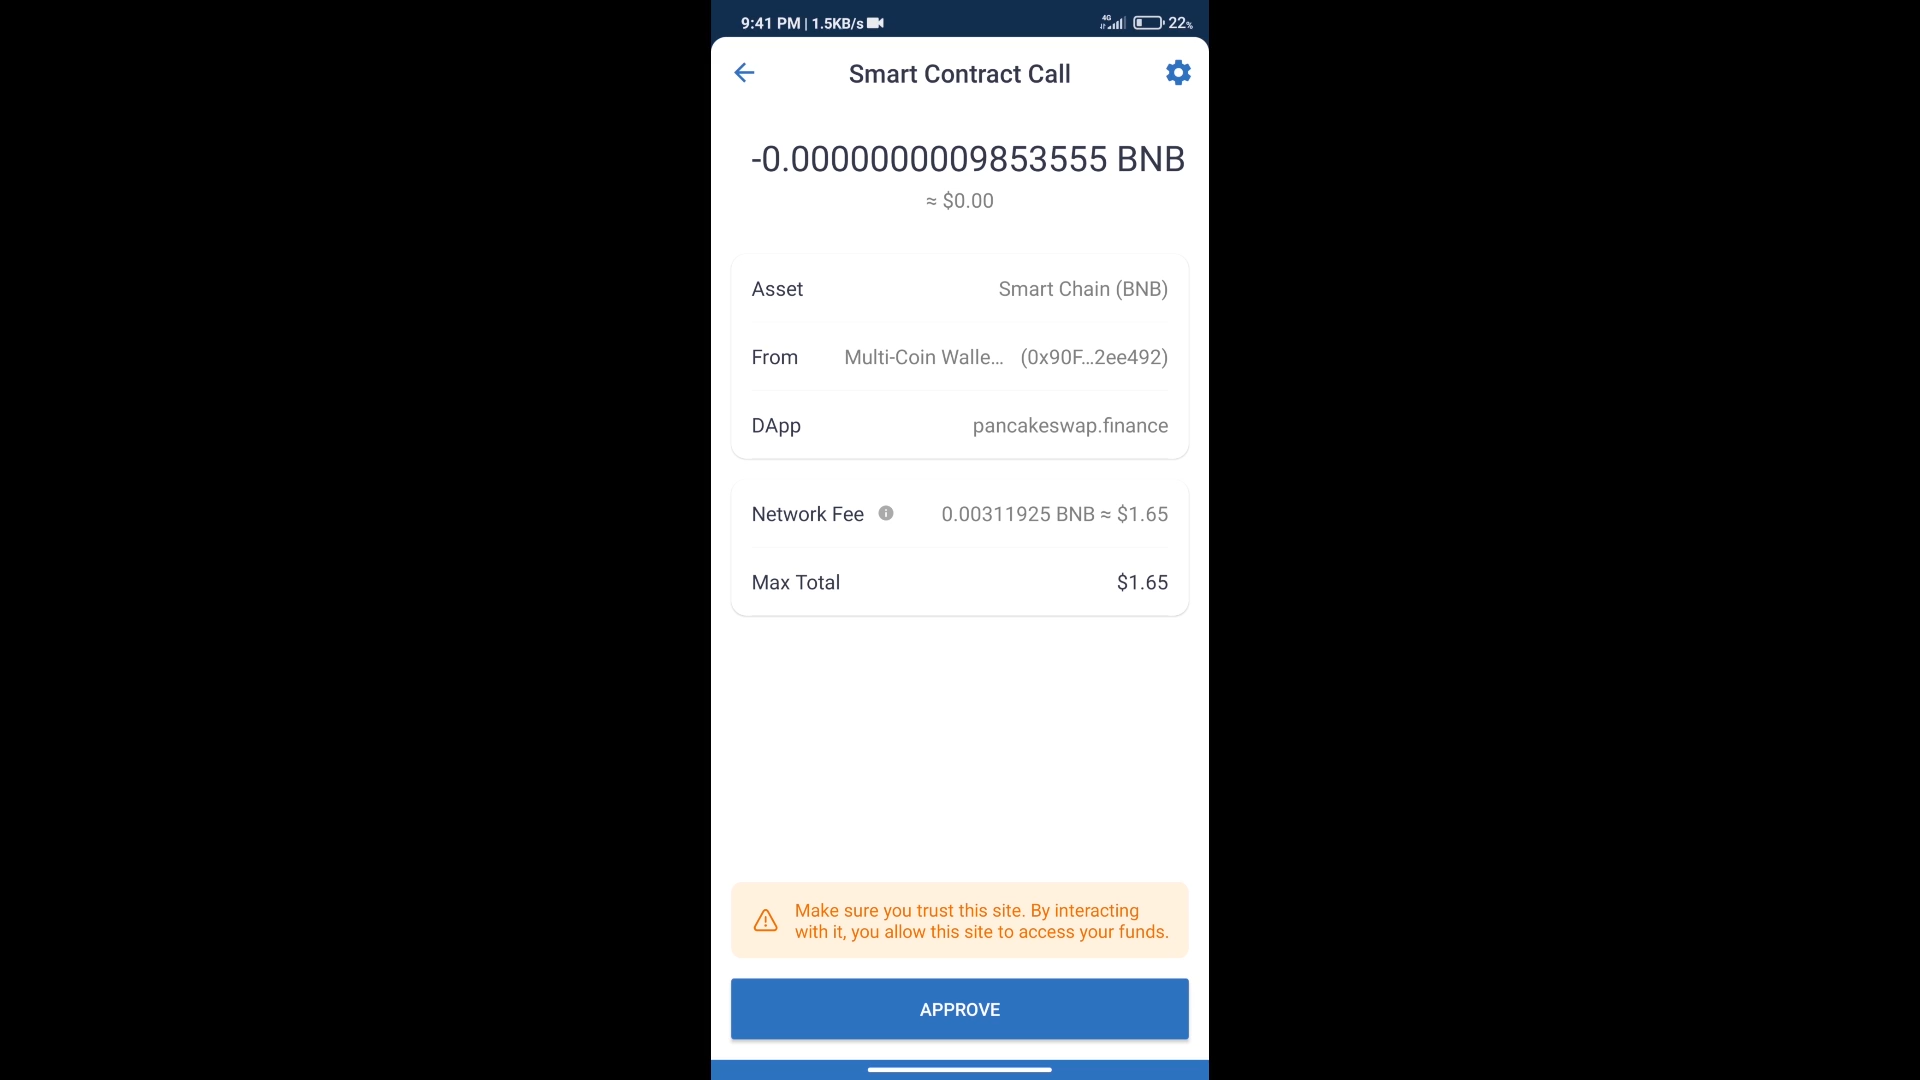 9:41 PM | 1.5KB/s 4G 22%
Smart Contract Call
-0.0000000009853555 BNB
≈ $0.00
Asset Smart Chain (BNB)
From Multi-Coin Walle... (0x90F...2ee492)
DApp pancakeswap.finance
Network Fee 0.00311925 BNB ≈ $1.65
Max Total $1.65
Make sure you trust this site. By interacting
with it, you allow this site to access your funds.
APPROVE